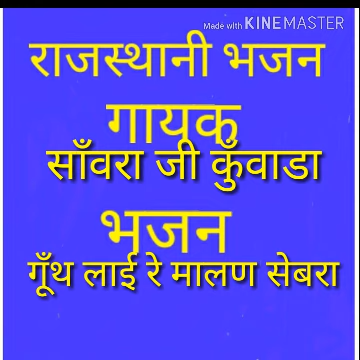 Made with KINEMASTER
राजस्थानी भजन
गायक
साँवरा जी कुंवाडा
भजन
गूँथ लाई रे मालण सेबरा